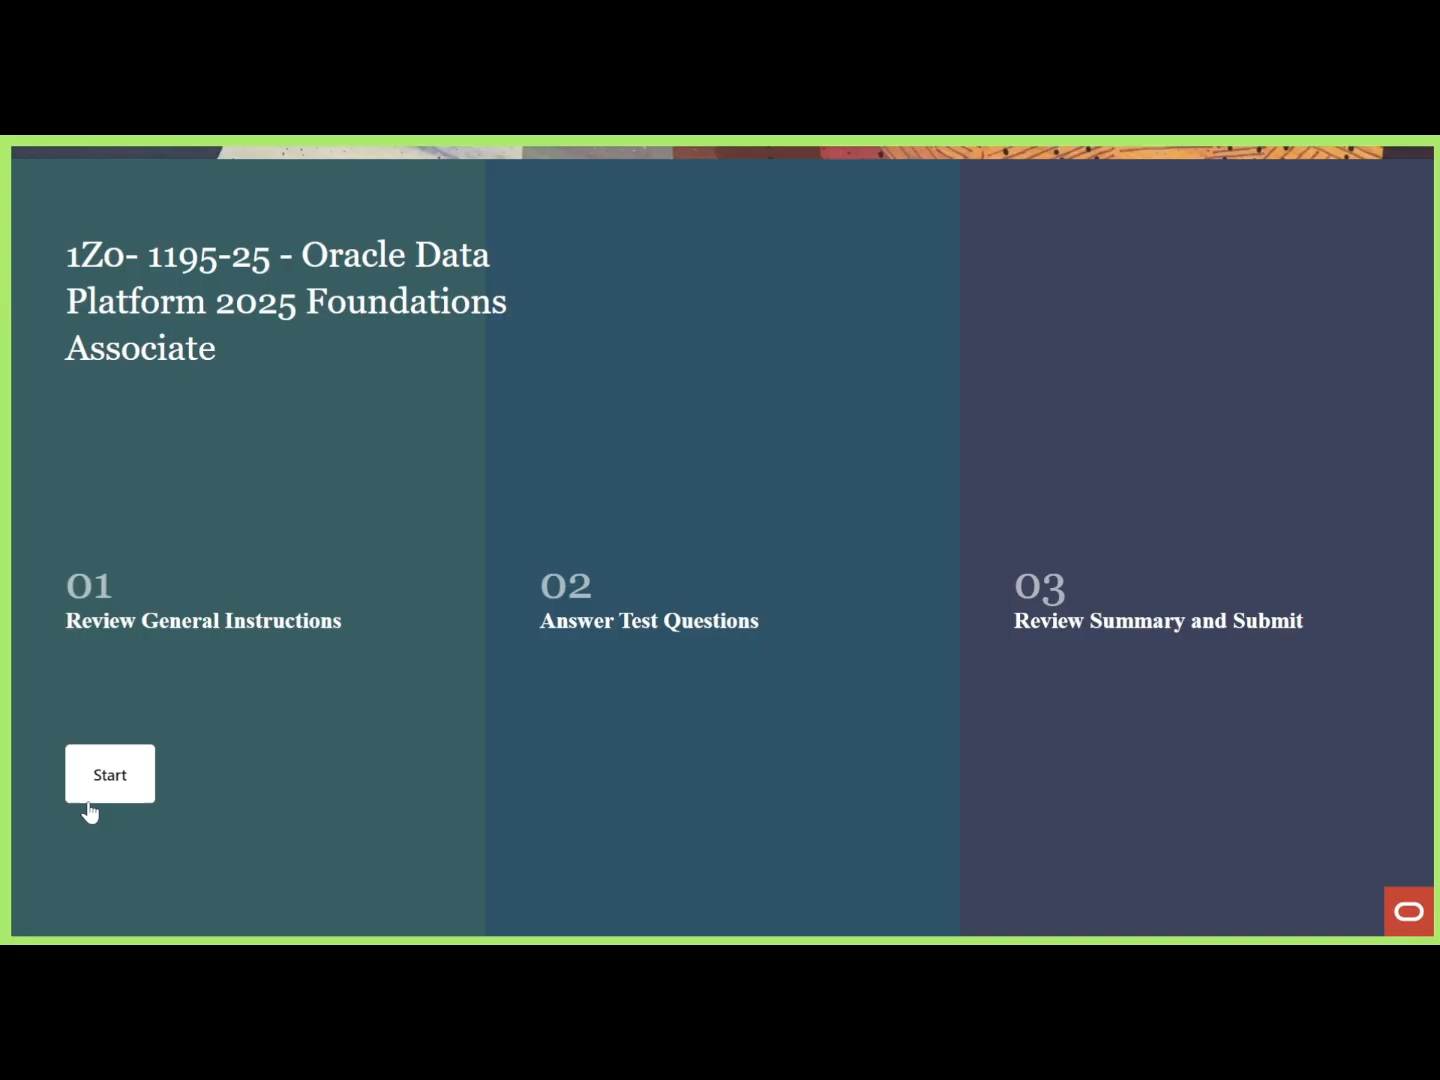 1Z0- 1195-25 - Oracle Data
Platform 2025 Foundations
Associate
01
Review General Instructions
02
Answer Test Questions
03
Review Summary and Submit
Start